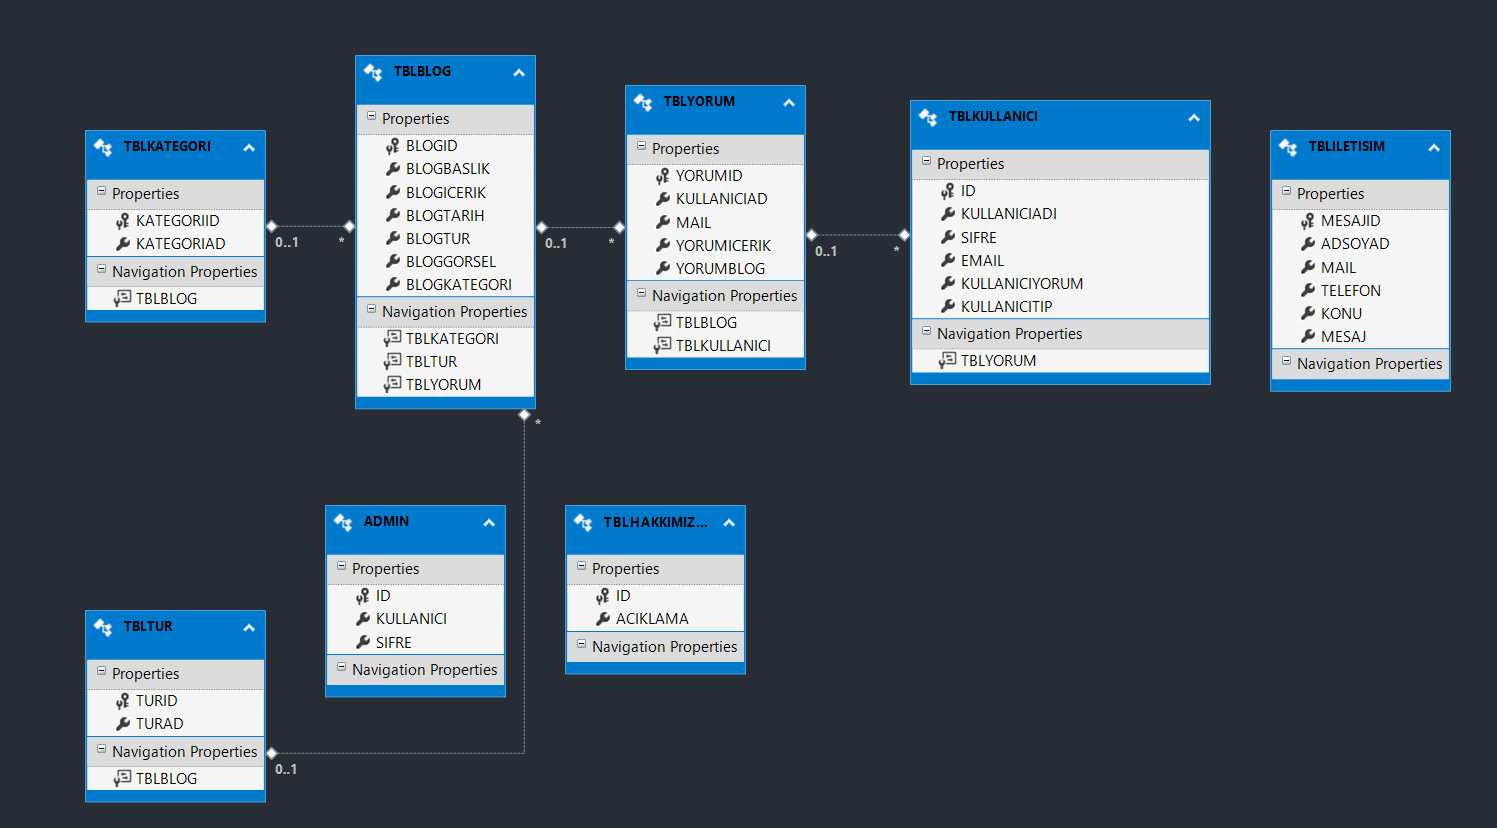 TBLKATEGORI
Properties
KATEGORIID
KATEGORIAD
Navigation Properties
TBLBLOG
0..1
*
TBLBLOG
Properties
BLOGID
BLOGBASLIK
BLOGICERIK
BLOGTARIH
BLOGTUR
BLOGGORSEL
BLOGKATEGORI
Navigation Properties
TBLKATEGORI
TBLTUR
TBLYORUM
*
0..1
*
TBLYORUM
Properties
YORUMID
KULLANICIAD
MAIL
YORUMICERIK
YORUMBLOG
Navigation Properties
TBLBLOG
TBLKULLANICI
0..1
*
TBLKULLANICI
Properties
ID
KULLANICIADI
SIFRE
EMAIL
KULLANICIYORUM
KULLANICITIP
Navigation Properties
TBLYORUM
TBLILETISIM
Properties
MESAJID
ADSOYAD
MAIL
TELEFON
KONU
MESAJ
Navigation Properties
ADMIN
Properties
ID
KULLANICI
SIFRE
Navigation Properties
TBLHAKKIMIZ...
Properties
ID
ACIKLAMA
Navigation Properties
TBLTUR
Properties
TURID
TURAD
Navigation Properties
TBLBLOG
0..1